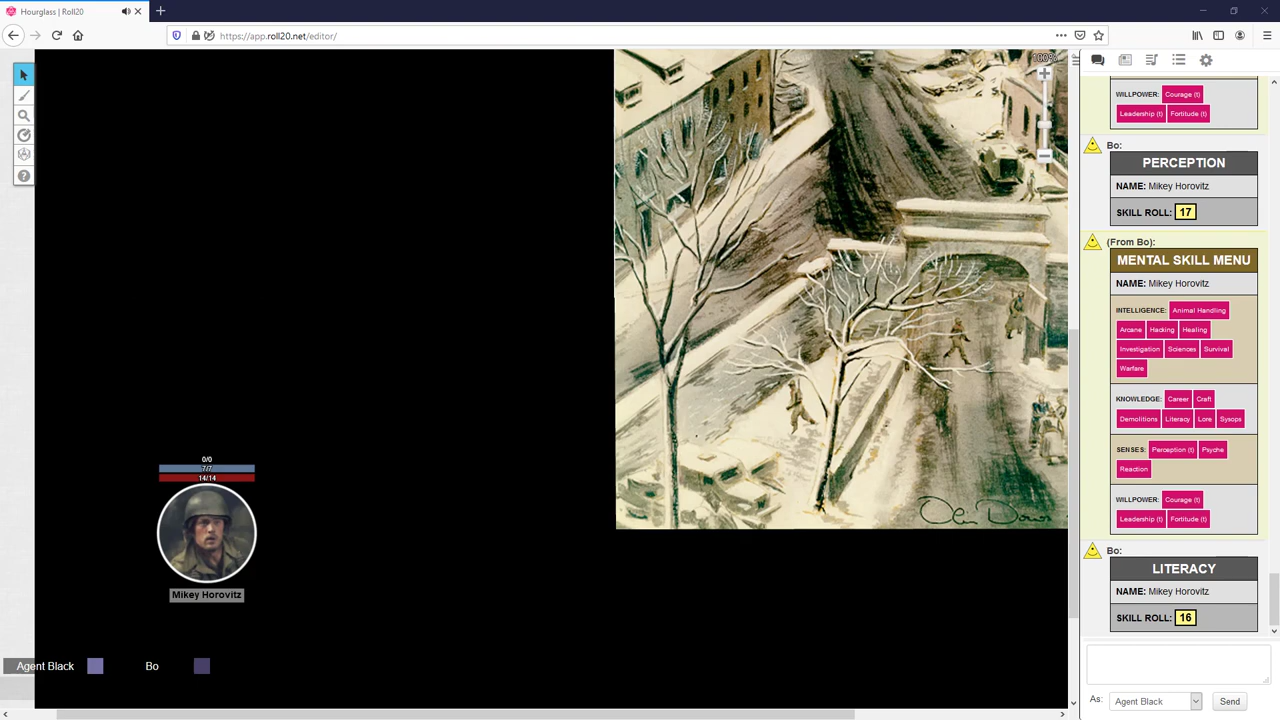 Hourglass | Roll20
https://app.roll20.net/editor/
100%
WILLPOWER: Courage (t)
Leadership (t) Fortitude (t)
Bo:
PERCEPTION
NAME: Mikey Horovitz
SKILL ROLL: 17
(From Bo):
MENTAL SKILL MENU
NAME: Mikey Horovitz
INTELLIGENCE: Animal Handling
Arcane Hacking Healing
Investigation Sciences Survival
Warfare
KNOWLEDGE: Career Craft
Demolitions Literacy Lore Sysops
SENSES: Perception (t) Psyche
Reaction
WILLPOWER: Courage (t)
Leadership (t) Fortitude (t)
Bo:
LITERACY
NAME: Mikey Horovitz
SKILL ROLL: 16
0/0
7/7
14/14
Mikey Horovitz
Agent Black
Bo
As: Agent Black Send